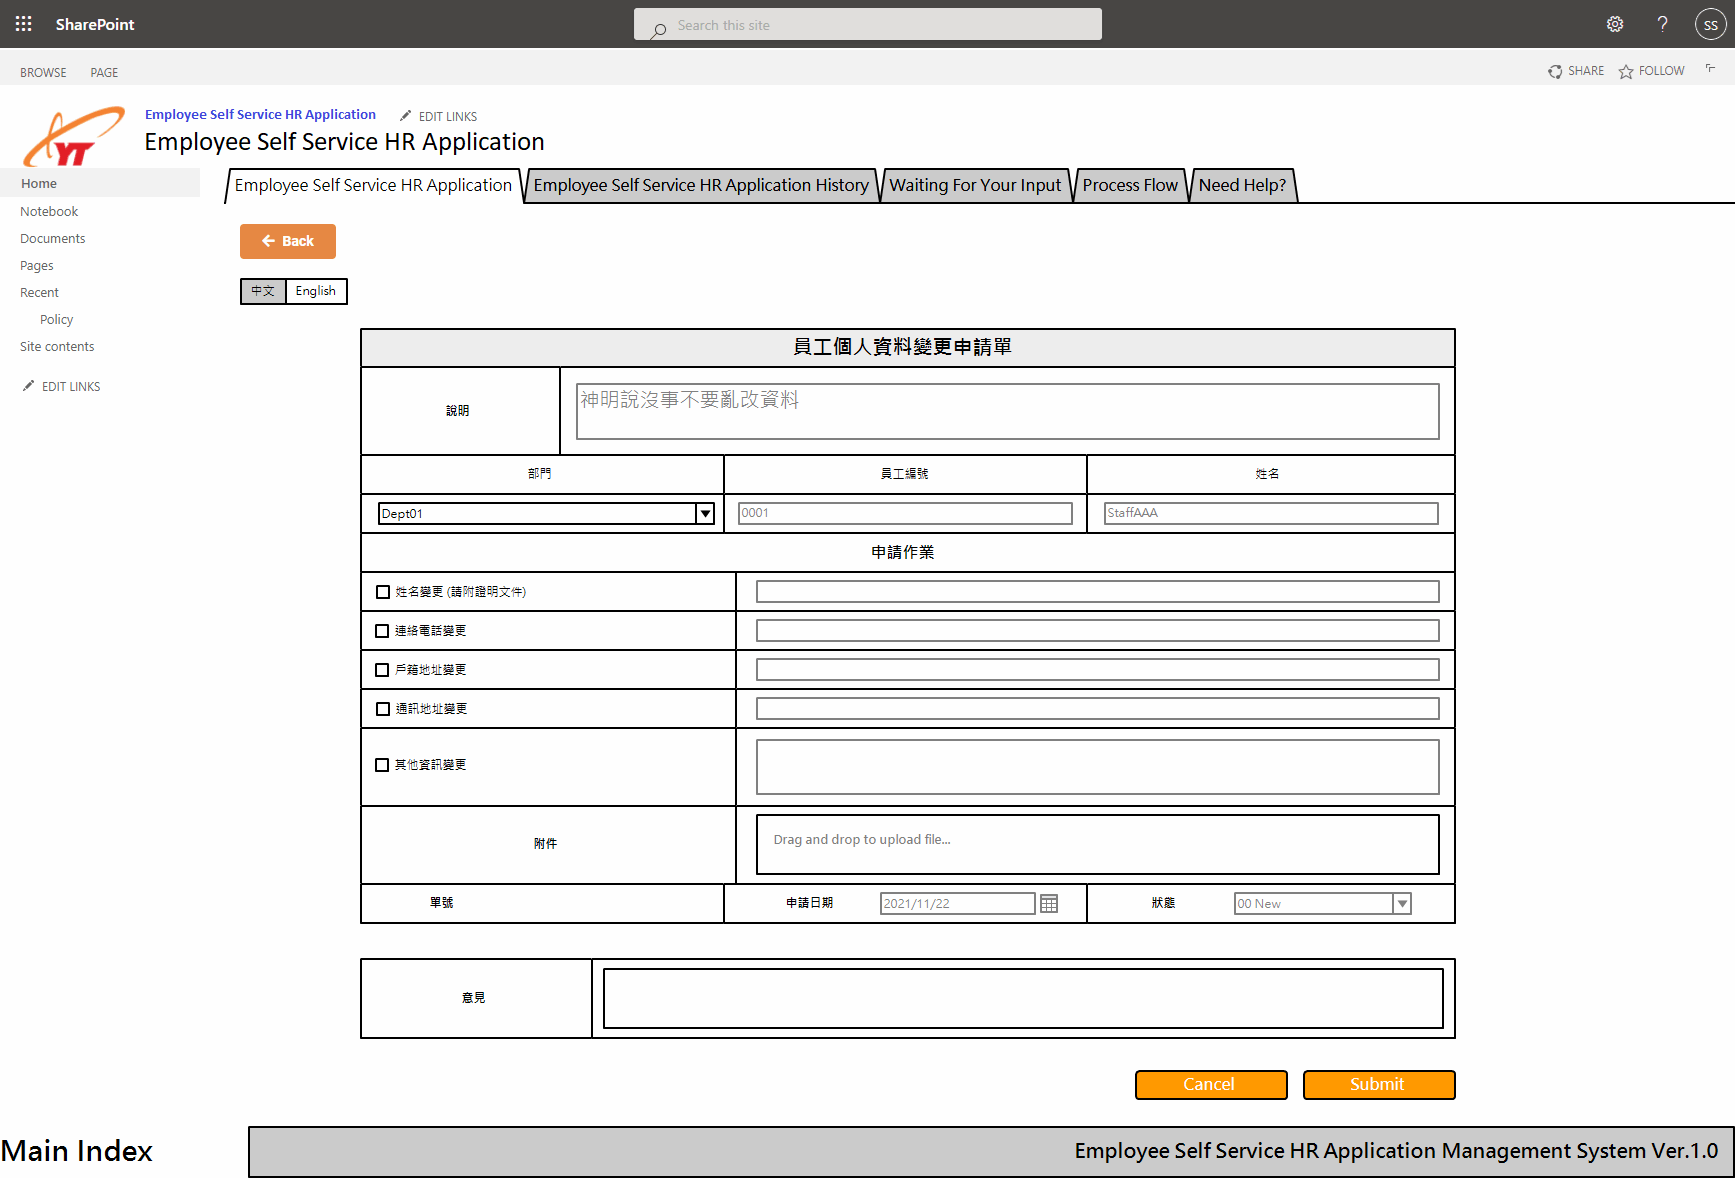 SharePoint
Search this site
?
SS
BROWSE
PAGE
SHARE
FOLLOW
Employee Self Service HR Application
EDIT LINKS
YT
Employee Self Service HR Application
Home
Notebook
Documents
Pages
Recent
Policy
Site contents
EDIT LINKS
Employee Self Service HR Application
Employee Self Service HR Application History
Waiting For Your Input
Process Flow
Need Help?
Back
中文
English
員工個人資料變更申請單
說明
神明說沒事不要亂改資料
部門
員工編號
姓名
Dept01
0001
StaffAAA
申請作業
姓名變更 (請附證明文件)
連絡電話變更
戶籍地址變更
通訊地址變更
其他資訊變更
附件
Drag and drop to upload file...
單號
申請日期
2021/11/22
狀態
00 New
意見
Cancel
Submit
Main Index
Employee Self Service HR Application Management System Ver.1.0